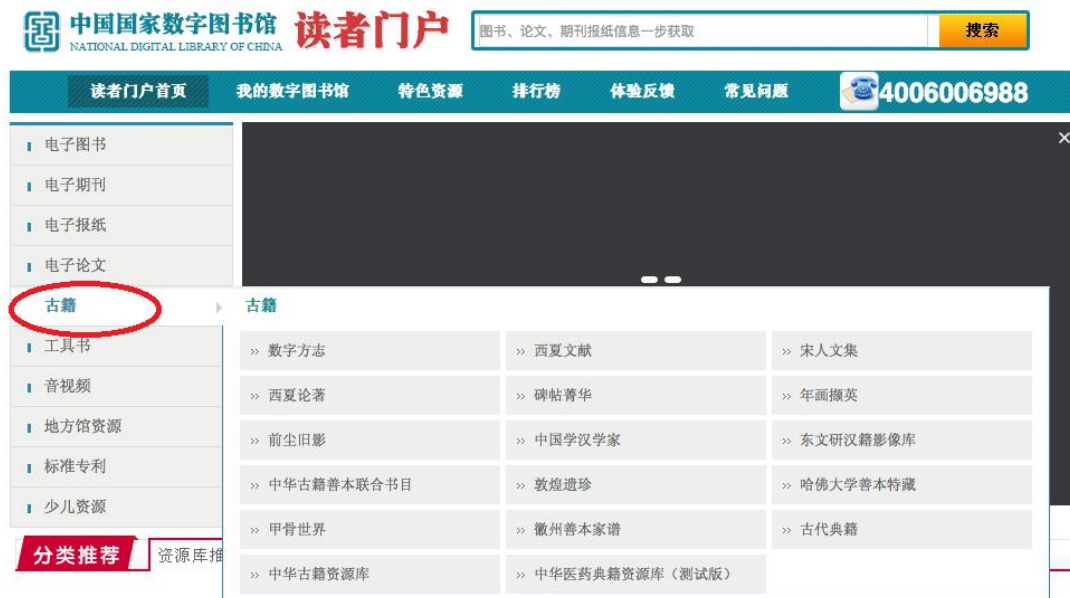 中国国家数字图书馆
NATIONAL DIGITAL LIBRARY OF CHINA
读者门户
图书、论文、期刊报纸信息一步获取
搜索
读者门户首页 我的数字图书馆 特色资源 排行榜 体验反馈 常见问题 4006006988
电子图书
电子期刊
电子报纸
电子论文
古籍
工具书
音视频
地方馆资源
标准专利
少儿资源
古籍
» 数字方志 » 西夏文献 » 宋人文集
» 西夏论著 » 碑帖菁华 » 年画撷英
» 前尘旧影 » 中国学汉学家 » 东文研汉籍影像库
» 中华古籍善本联合书目 » 敦煌遗珍 » 哈佛大学善本特藏
» 甲骨世界 » 徽州善本家谱 » 古代典籍
» 中华古籍资源库 » 中华医药典籍资源库（测试版）
分类推荐 资源库推